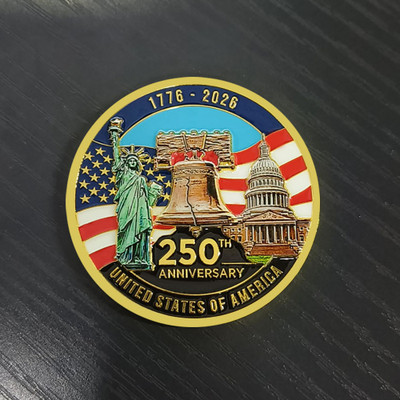 1776 - 2026
250TH
ANNIVERSARY
UNITED STATES OF AMERICA